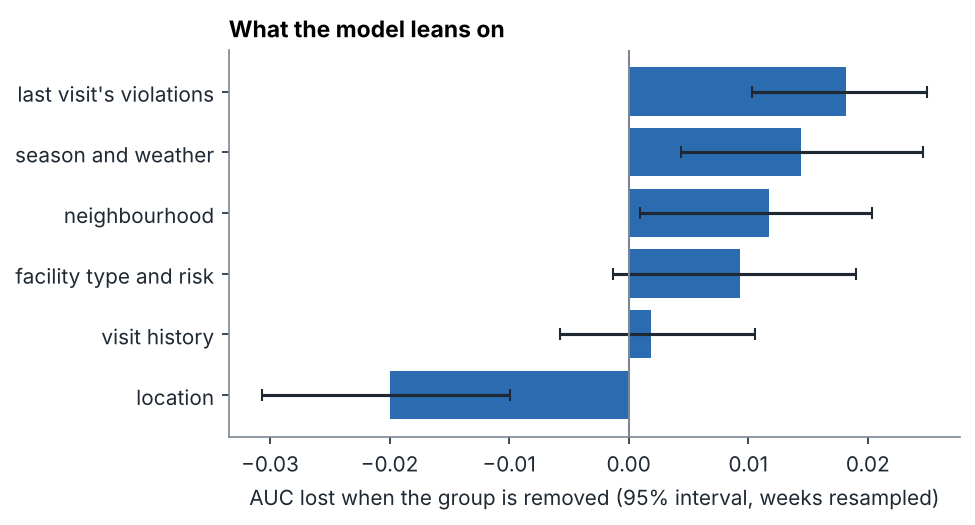 What the model leans on
last visit's violations
season and weather
neighbourhood
facility type and risk
visit history
location
−0.03 −0.02 −0.01 0.00 0.01 0.02
AUC lost when the group is removed (95% interval, weeks resampled)